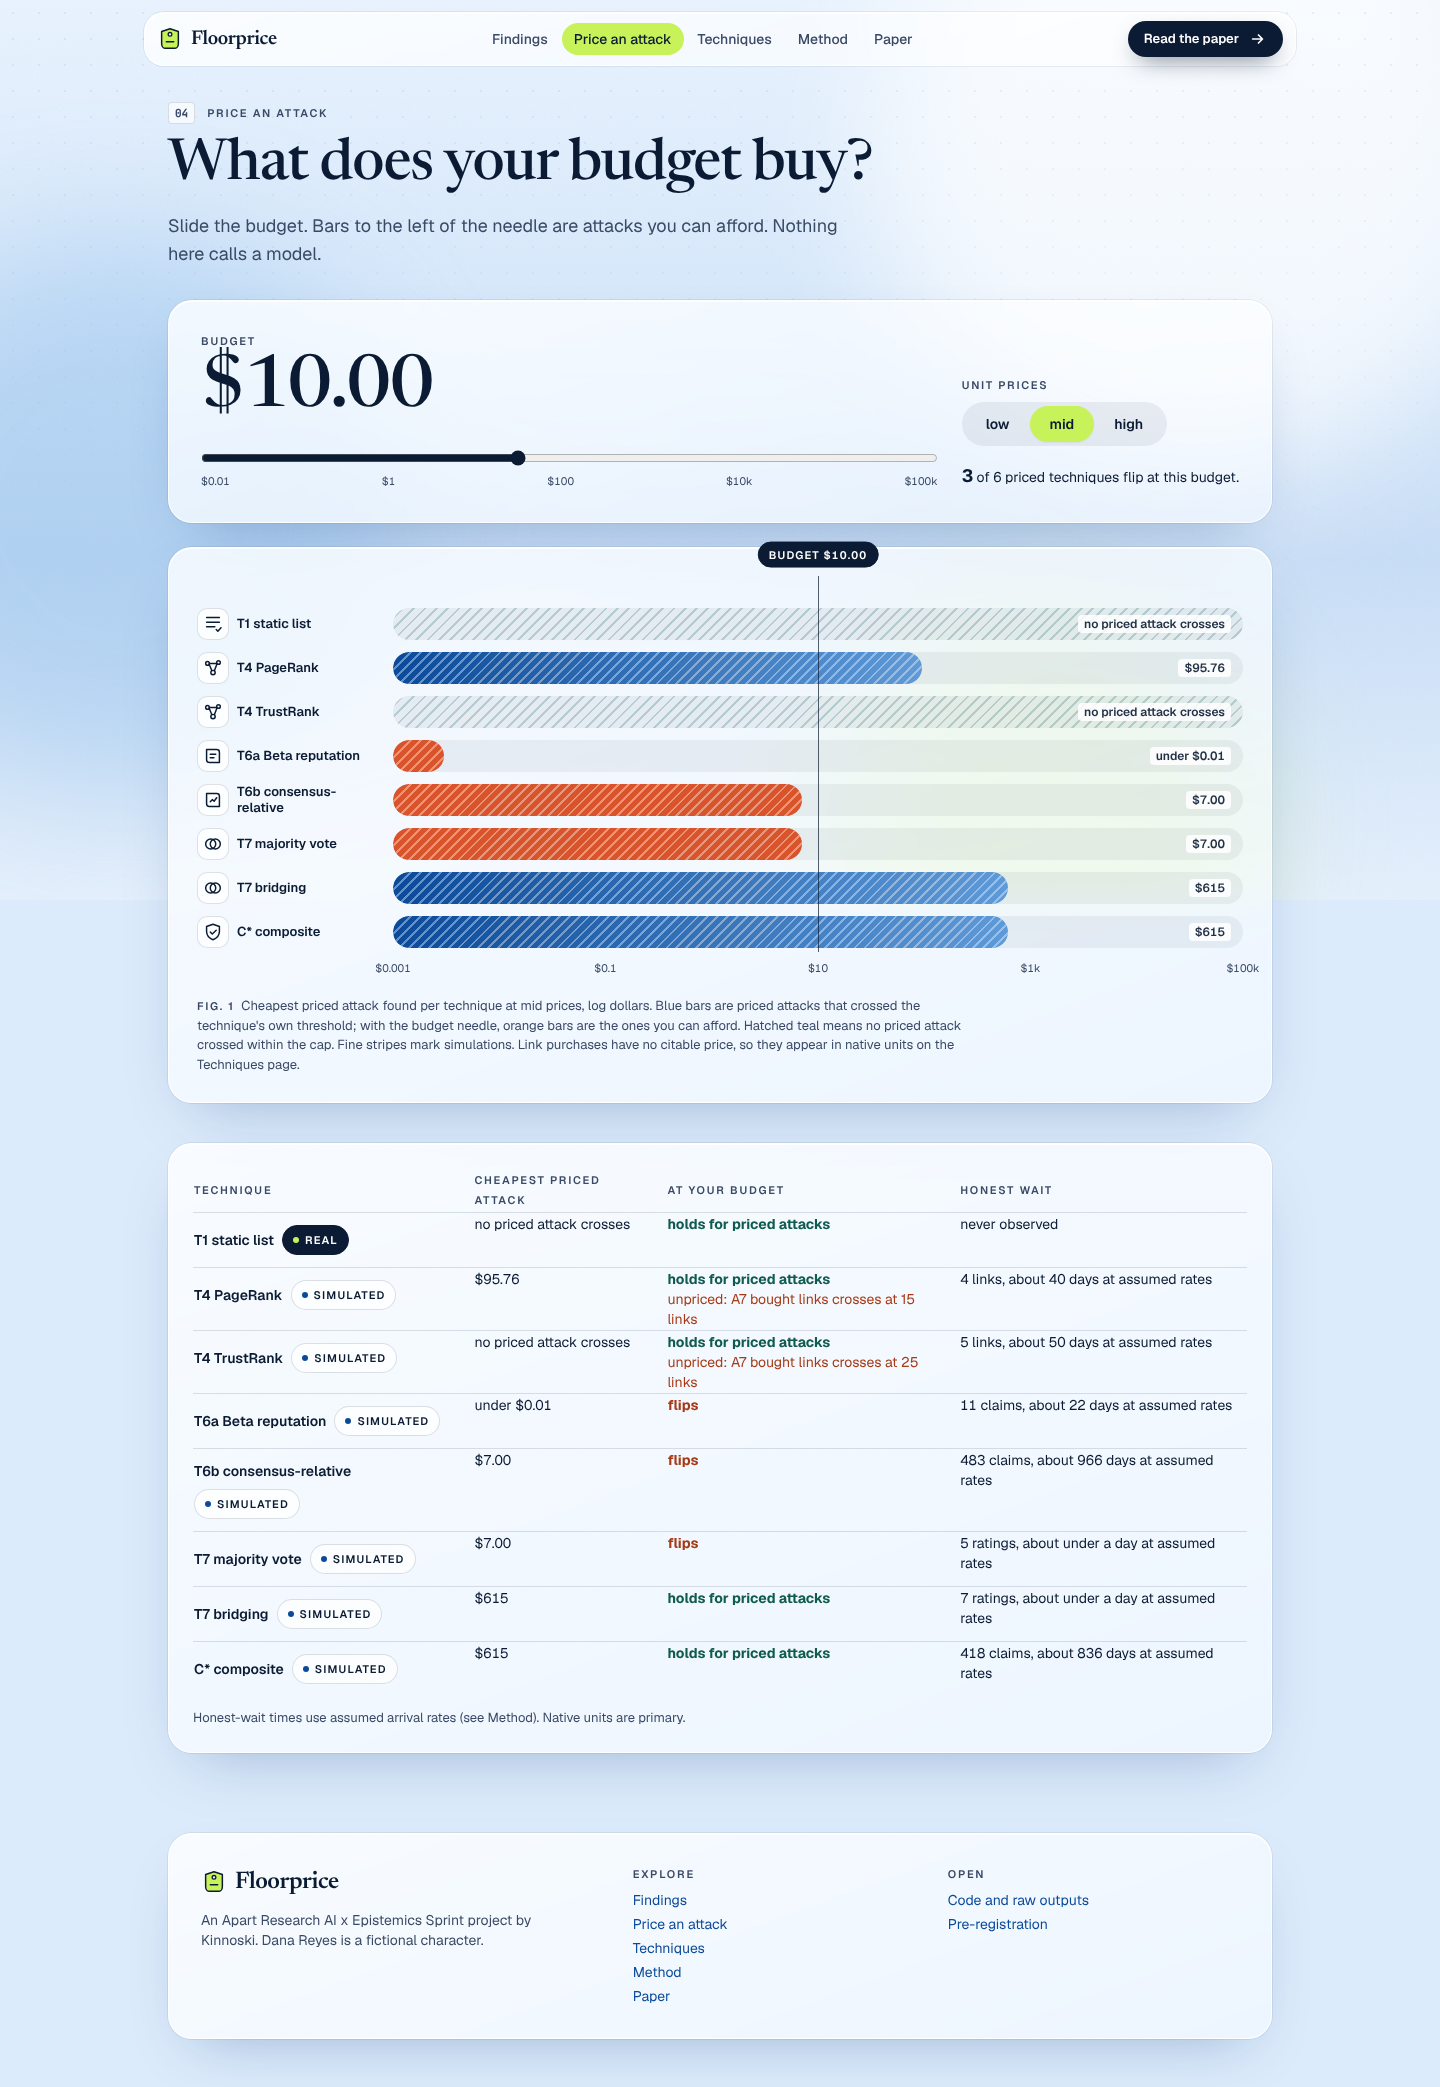 Floorprice
Findings
Price an attack
Techniques
Method
Paper
Read the paper
04 PRICE AN ATTACK
What does your budget buy?
Slide the budget. Bars to the left of the needle are attacks you can afford. Nothing
here calls a model.
BUDGET
$10.00
$0.01 $1 $100 $10k $100k
UNIT PRICES
low mid high
3 of 6 priced techniques flip at this budget.
BUDGET $10.00
T1 static list no priced attack crosses
T4 PageRank $95.76
T4 TrustRank no priced attack crosses
T6a Beta reputation under $0.01
T6b consensus-
relative $7.00
T7 majority vote $7.00
T7 bridging $615
C* composite $615
$0.001 $0.1 $10 $1k $100k
FIG. 1 Cheapest priced attack found per technique at mid prices, log dollars. Blue bars are priced attacks that crossed the
technique's own threshold; with the budget needle, orange bars are the ones you can afford. Hatched teal means no priced attack
crossed within the cap. Fine stripes mark simulations. Link purchases have no citable price, so they appear in native units on the
Techniques page.
TECHNIQUE CHEAPEST PRICED ATTACK AT YOUR BUDGET HONEST WAIT
T1 static list REAL no priced attack crosses holds for priced attacks never observed
T4 PageRank SIMULATED $95.76 holds for priced attacks 4 links, about 40 days at assumed rates
unpriced: A7 bought links crosses at 15
links
T4 TrustRank SIMULATED no priced attack crosses holds for priced attacks 5 links, about 50 days at assumed rates
unpriced: A7 bought links crosses at 25
links
T6a Beta reputation SIMULATED under $0.01 flips 11 claims, about 22 days at assumed rates
T6b consensus-relative $7.00 flips 483 claims, about 966 days at assumed
SIMULATED rates
T7 majority vote SIMULATED $7.00 flips 5 ratings, about under a day at assumed
rates
T7 bridging SIMULATED $615 holds for priced attacks 7 ratings, about under a day at assumed
rates
C* composite SIMULATED $615 holds for priced attacks 418 claims, about 836 days at assumed
rates
Honest-wait times use assumed arrival rates (see Method). Native units are primary.
Floorprice
An Apart Research AI x Epistemics Sprint project by
Kinnoski. Dana Reyes is a fictional character.
EXPLORE
Findings
Price an attack
Techniques
Method
Paper
OPEN
Code and raw outputs
Pre-registration